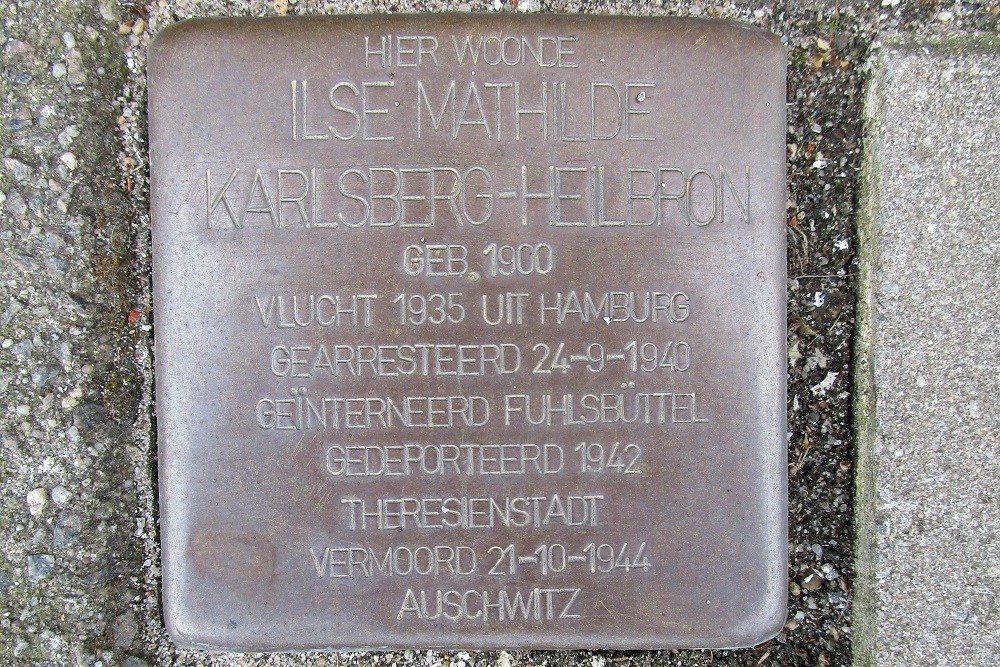 HIER WOONDE
ILSE MATHILDE
KARLSBERG-HEILBRON
GEB. 1900
VLUCHT 1935 UIT HAMBURG
GEARRESTEERD 24-9-1940
GEÏNTERNEERD FUHLSBÜTTEL
GEDEPORTEERD 1942
THERESIENSTADT
VERMOORD 21-10-1944
AUSCHWITZ